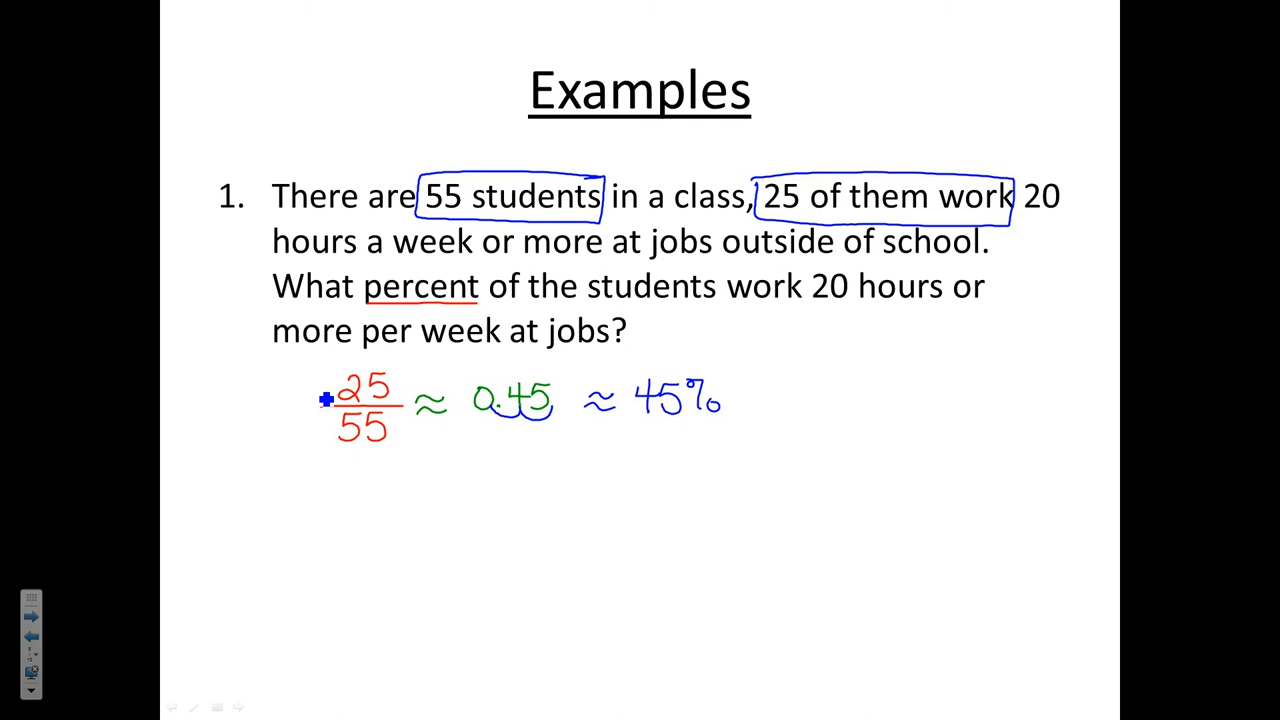 Examples
1. There are 55 students in a class, 25 of them work 20
hours a week or more at jobs outside of school.
What percent of the students work 20 hours or
more per week at jobs?
25/55 ≈ 0.45 ≈ 45%